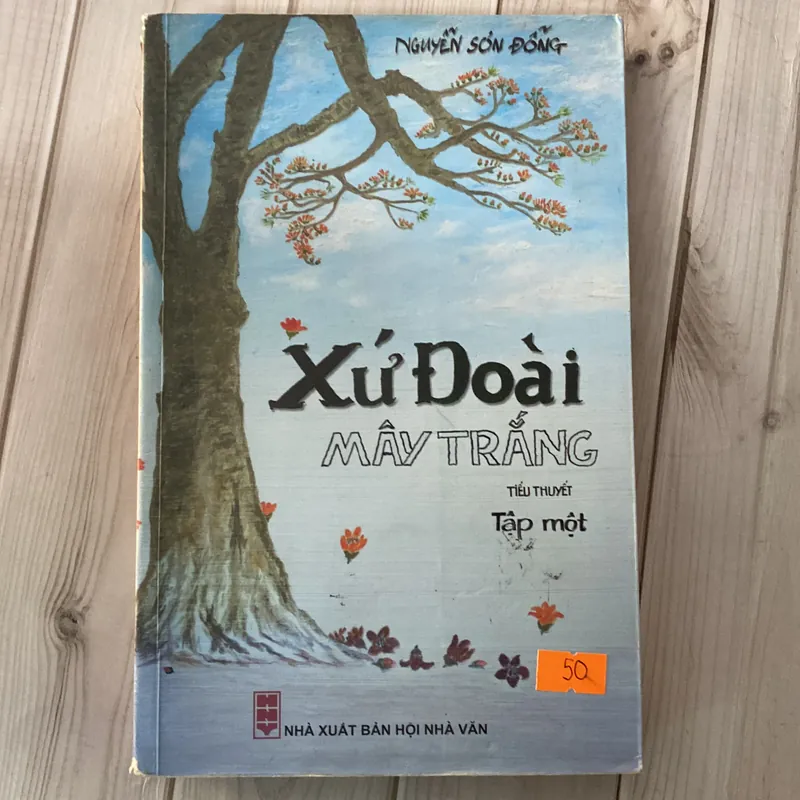 NGUYỄN SƠN ĐỒNG
Xứ Đoài
MÂY TRẮNG
TIỂU THUYẾT
Tập một
50
NHÀ XUẤT BẢN HỘI NHÀ VĂN